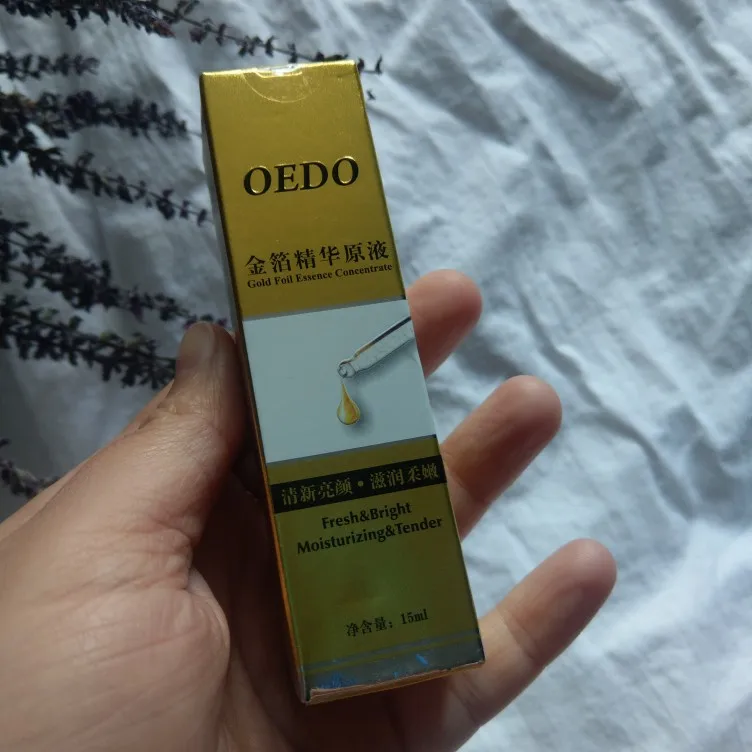 OEDO
金箔精华原液
Gold Foil Essence Concentrate
清新亮颜·滋润柔嫩
Fresh&Bright
Moisturizing&Tender
净含量：15ml